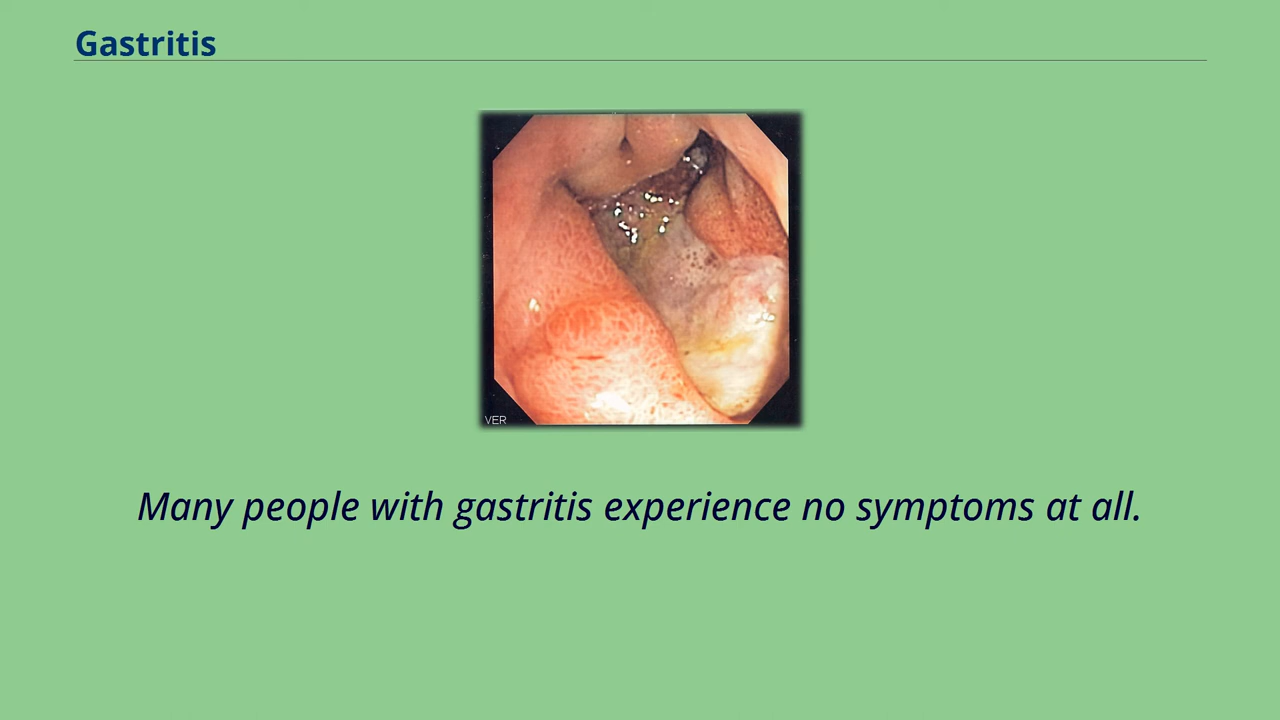 Gastritis
VER
Many people with gastritis experience no symptoms at all.